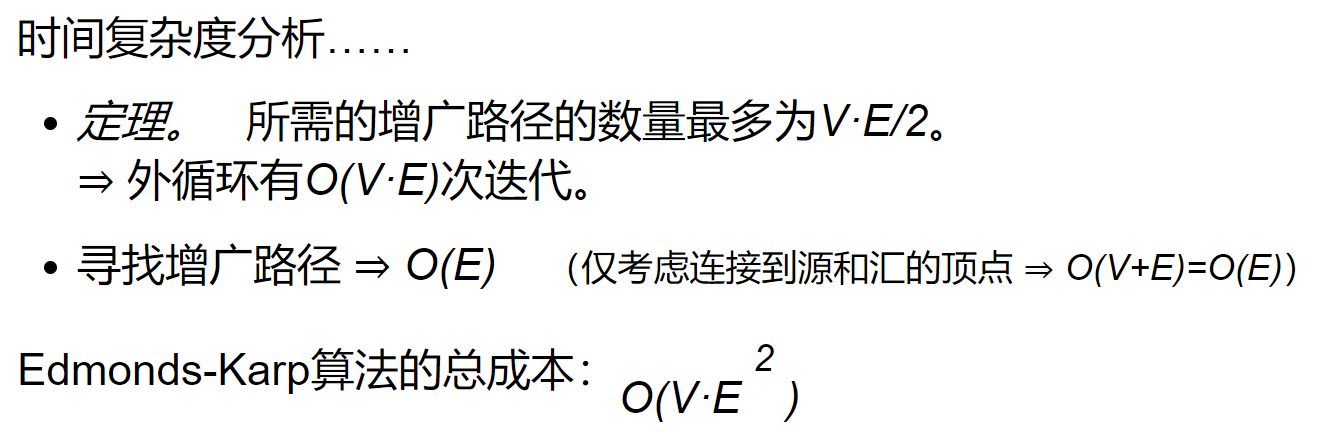 时间复杂度分析……
• 定理。 所需的增广路径的数量最多为V·E/2。
⇒ 外循环有O(V·E)次迭代。
• 寻找增广路径 ⇒ O(E) （仅考虑连接到源和汇的顶点 ⇒ O(V+E)=O(E)）
Edmonds-Karp算法的总成本：O(V·E²)